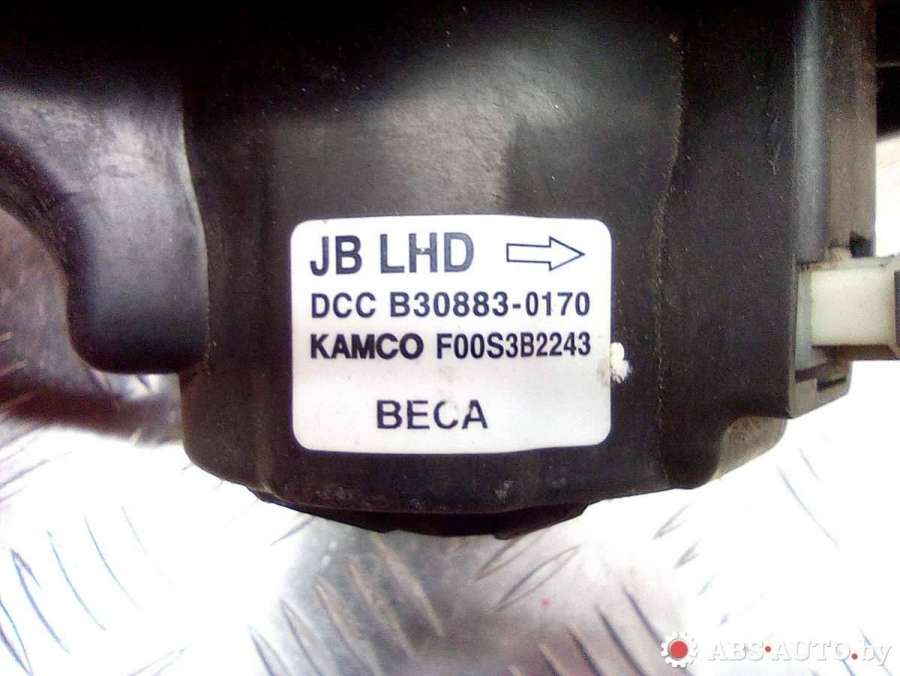 JB LHD
DCC B30883-0170
KAMCO F00S3B2243
BECA
ABS-AUTO.by